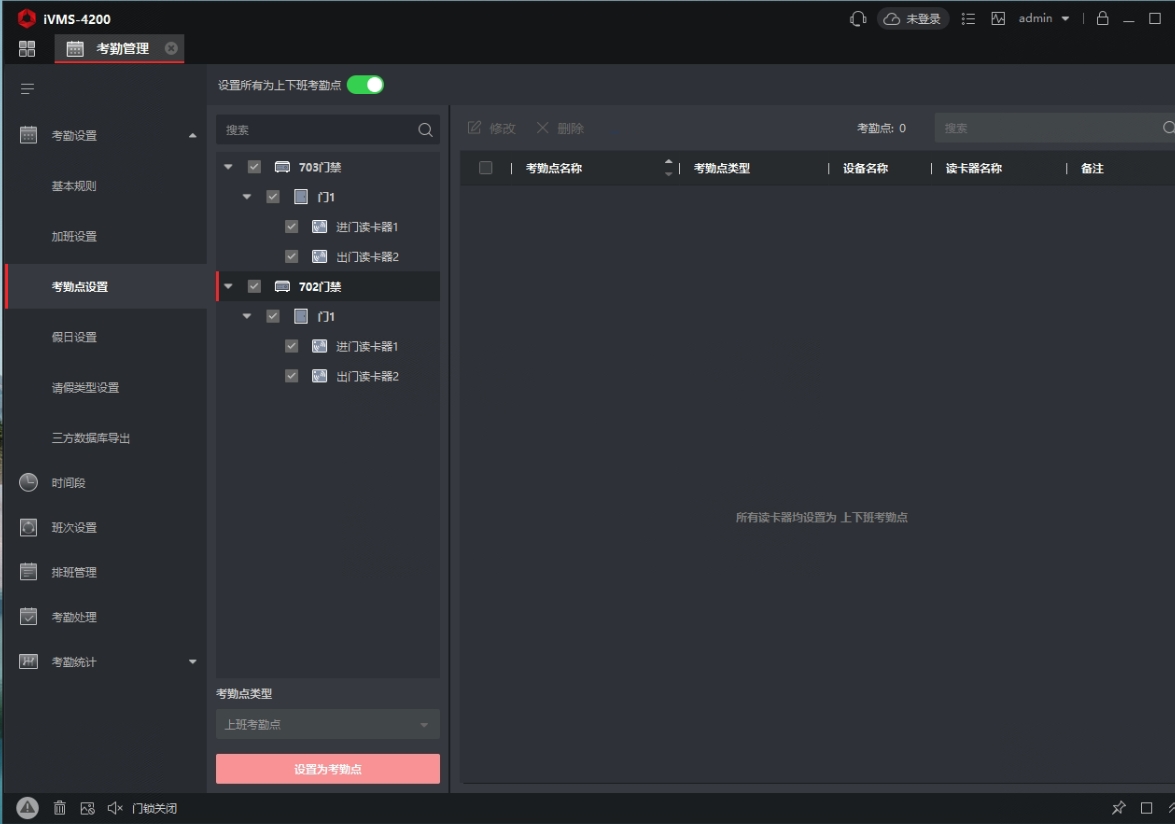 iVMS-4200
未登录
admin
考勤管理
设置所有为上下班考勤点
考勤设置
基本规则
加班设置
考勤点设置
假日设置
请假类型设置
三方数据库导出
时间段
班次设置
排班管理
考勤处理
考勤统计
搜索
703门禁
门1
进门读卡器1
出门读卡器2
702门禁
门1
进门读卡器1
出门读卡器2
考勤点类型
上班考勤点
设置为考勤点
修改 删除 考勤点: 0 搜索
考勤点名称 考勤点类型 设备名称 读卡器名称 备注
所有读卡器均设置为 上下班考勤点
门锁关闭